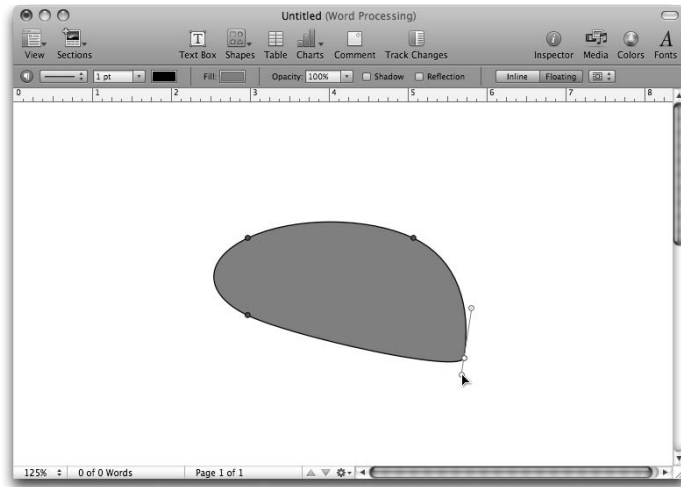 Untitled (Word Processing)
View Sections Text Box Shapes Table Charts Comment Track Changes Inspector Media Colors Fonts
1 pt Fill: Opacity: 100% Shadow Reflection Inline Floating
0 1 2 3 4 5 6 7 8
125% 0 of 0 Words Page 1 of 1